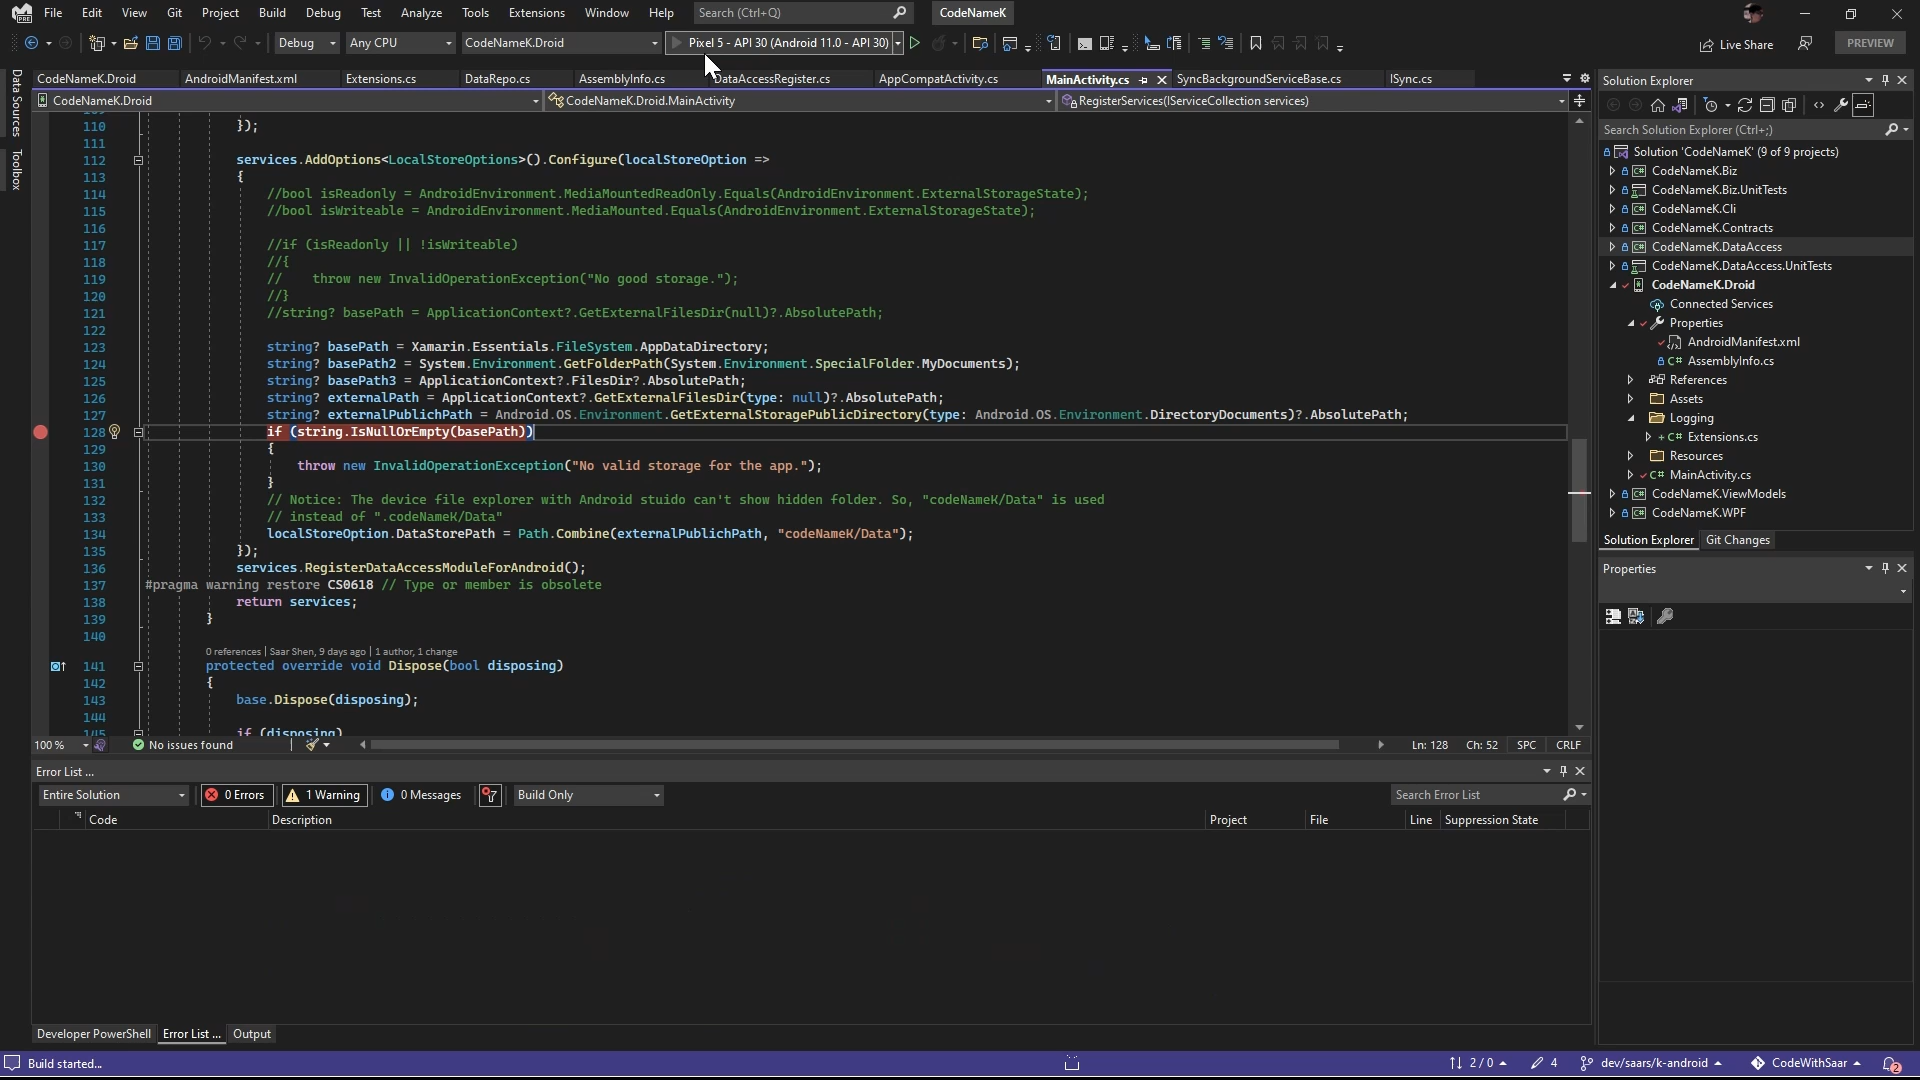 File Edit View Git Project Build Debug Test Analyze Tools Extensions Window Help Search (Ctrl+Q) CodeNameK
Debug Any CPU CodeNameK.Droid Pixel 5 - API 30 (Android 11.0 - API 30) Live Share PREVIEW
Data Sources
Toolbox
CodeNameK.Droid AndroidManifest.xml Extensions.cs DataRepo.cs AssemblyInfo.cs DataAccessRegister.cs AppCompatActivity.cs MainActivity.cs SyncBackgroundServiceBase.cs ISync.cs
CodeNameK.Droid CodeNameK.Droid.MainActivity RegisterServices(IServiceCollection services)
110 });
111
112 services.AddOptions<LocalStoreOptions>().Configure(localStoreOption =>
113 {
114 //bool isReadonly = AndroidEnvironment.MediaMountedReadOnly.Equals(AndroidEnvironment.ExternalStorageState);
115 //bool isWriteable = AndroidEnvironment.MediaMounted.Equals(AndroidEnvironment.ExternalStorageState);
116
117 //if (isReadonly || !isWriteable)
118 //{
119 // throw new InvalidOperationException("No good storage.");
120 //}
121 //string? basePath = ApplicationContext?.GetExternalFilesDir(null)?.AbsolutePath;
122
123 string? basePath = Xamarin.Essentials.FileSystem.AppDataDirectory;
124 string? basePath2 = System.Environment.GetFolderPath(System.Environment.SpecialFolder.MyDocuments);
125 string? basePath3 = ApplicationContext?.FilesDir?.AbsolutePath;
126 string? externalPath = ApplicationContext?.GetExternalFilesDir(type: null)?.AbsolutePath;
127 string? externalPublichPath = Android.OS.Environment.GetExternalStoragePublicDirectory(type: Android.OS.Environment.DirectoryDocuments)?.AbsolutePath;
128 if (string.IsNullOrEmpty(basePath))
129 {
130 throw new InvalidOperationException("No valid storage for the app.");
131 }
132 // Notice: The device file explorer with Android stuido can't show hidden folder. So, "codeNameK/Data" is used
133 // instead of ".codeNameK/Data"
134 localStoreOption.DataStorePath = Path.Combine(externalPublichPath, "codeNameK/Data");
135 });
136 services.RegisterDataAccessModuleForAndroid();
137 #pragma warning restore CS0618 // Type or member is obsolete
138 return services;
139 }
140
0 references | Saar Shen, 9 days ago | 1 author, 1 change
141 protected override void Dispose(bool disposing)
142 {
143 base.Dispose(disposing);
144
145 if (disposing)
100 % No issues found Ln: 128 Ch: 52 SPC CRLF
Error List ...
Entire Solution 0 Errors 1 Warning 0 Messages Build Only Search Error List
Code Description Project File Line Suppression State
Developer PowerShell Error List ... Output
Solution Explorer
Search Solution Explorer (Ctrl+;)
Solution 'CodeNameK' (9 of 9 projects)
CodeNameK.Biz
CodeNameK.Biz.UnitTests
CodeNameK.Cli
CodeNameK.Contracts
CodeNameK.DataAccess
CodeNameK.DataAccess.UnitTests
CodeNameK.Droid
Connected Services
Properties
AndroidManifest.xml
C# AssemblyInfo.cs
References
Assets
Logging
+ C# Extensions.cs
Resources
C# MainActivity.cs
CodeNameK.ViewModels
CodeNameK.WPF
Solution Explorer Git Changes
Properties
Build started... 2 / 0 4 dev/saars/k-android CodeWithSaar 2